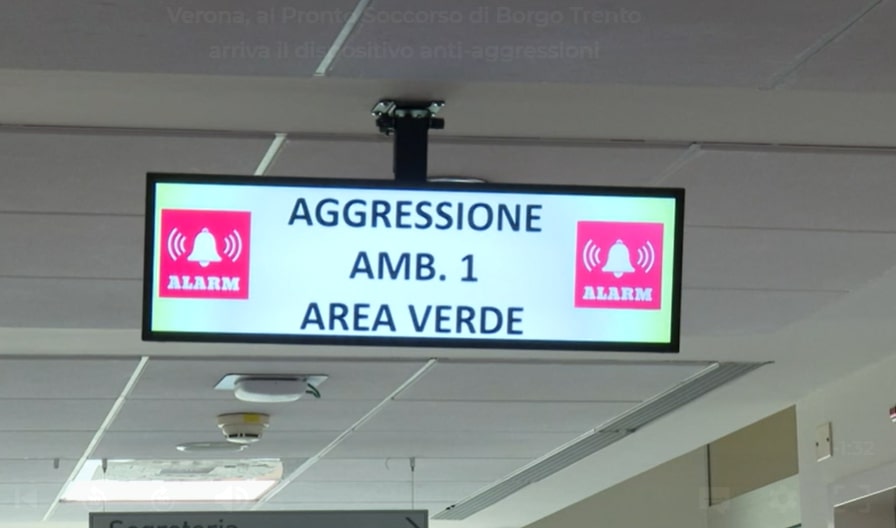 Verona, al Pronto Soccorso di Borgo Trento
arriva il dispositivo anti-aggressioni
AGGRESSIONE
AMB. 1
AREA VERDE
ALARM
ALARM
Segreteria